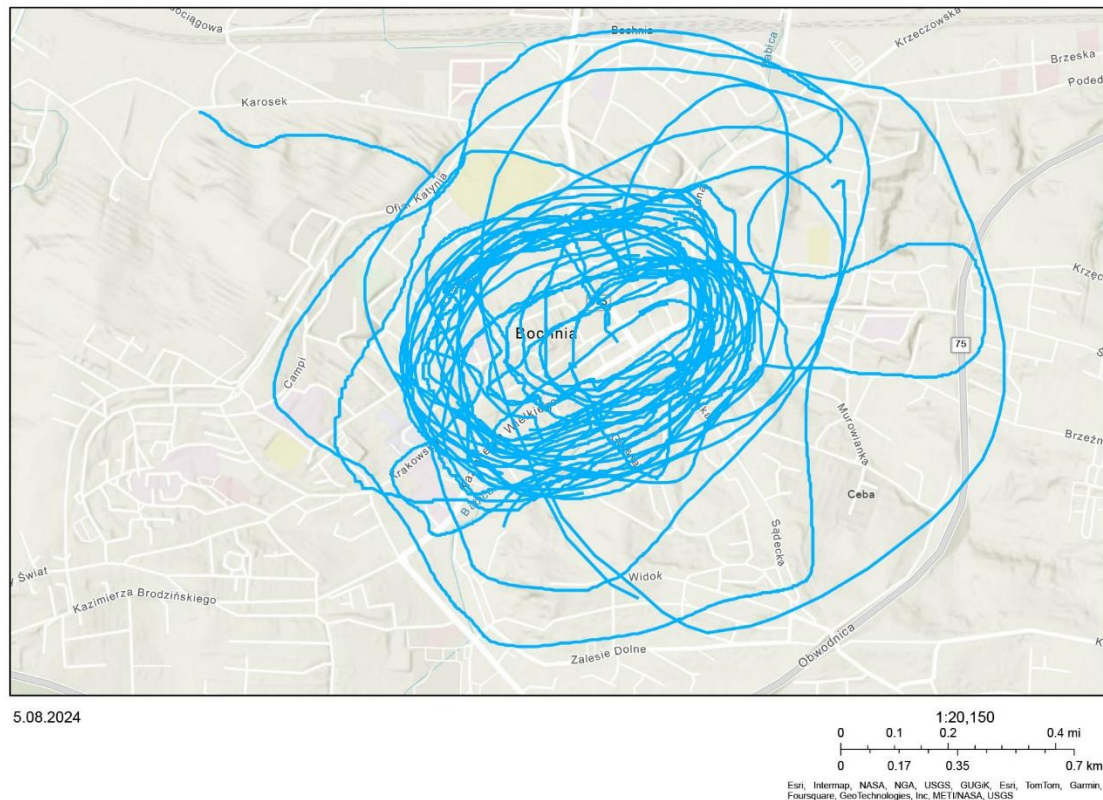 Bochnia
Krzeczowska
Brzeska
Karosek
Ofiar Katynia
Bochnia
75
Campi
Wielkiego
Murowianka
Ceba
Sądecka
Świat
Kazimierza Brodzińskiego
Widok
Zalesie Dolne
Obwodnica
5.08.2024
1:20,150
0 0.1 0.2 0.4 mi
0 0.17 0.35 0.7 km
Esri, Intermap, NASA, NGA, USGS, GUGiK, Esri, TomTom, Garmin,
Foursquare, GeoTechnologies, Inc, METI/NASA, USGS